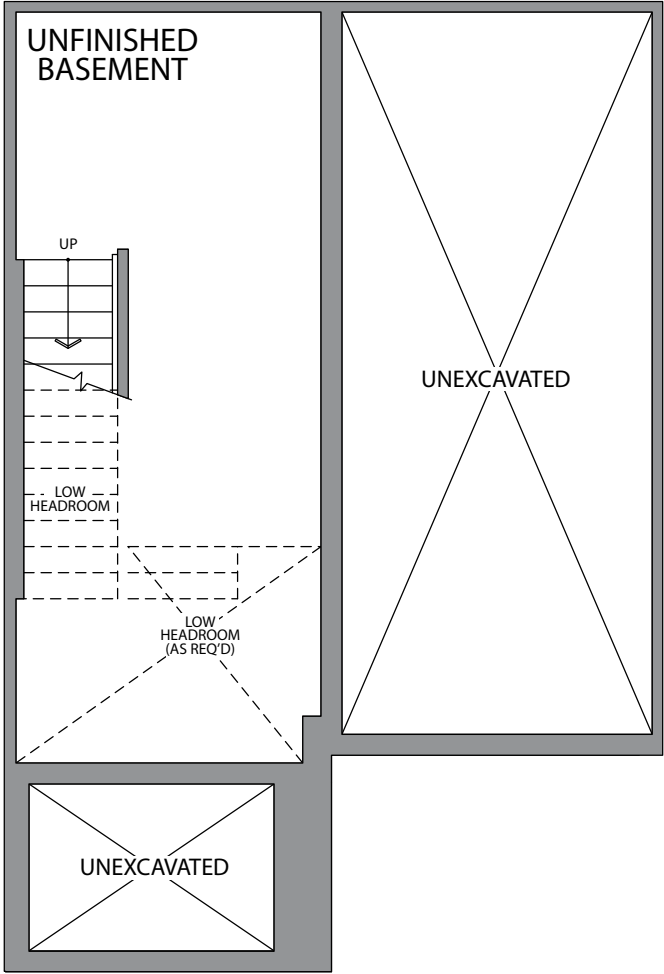 UNFINISHED
BASEMENT
UP
UNEXCAVATED
LOW
HEADROOM
LOW
HEADROOM
(AS REQ'D)
UNEXCAVATED